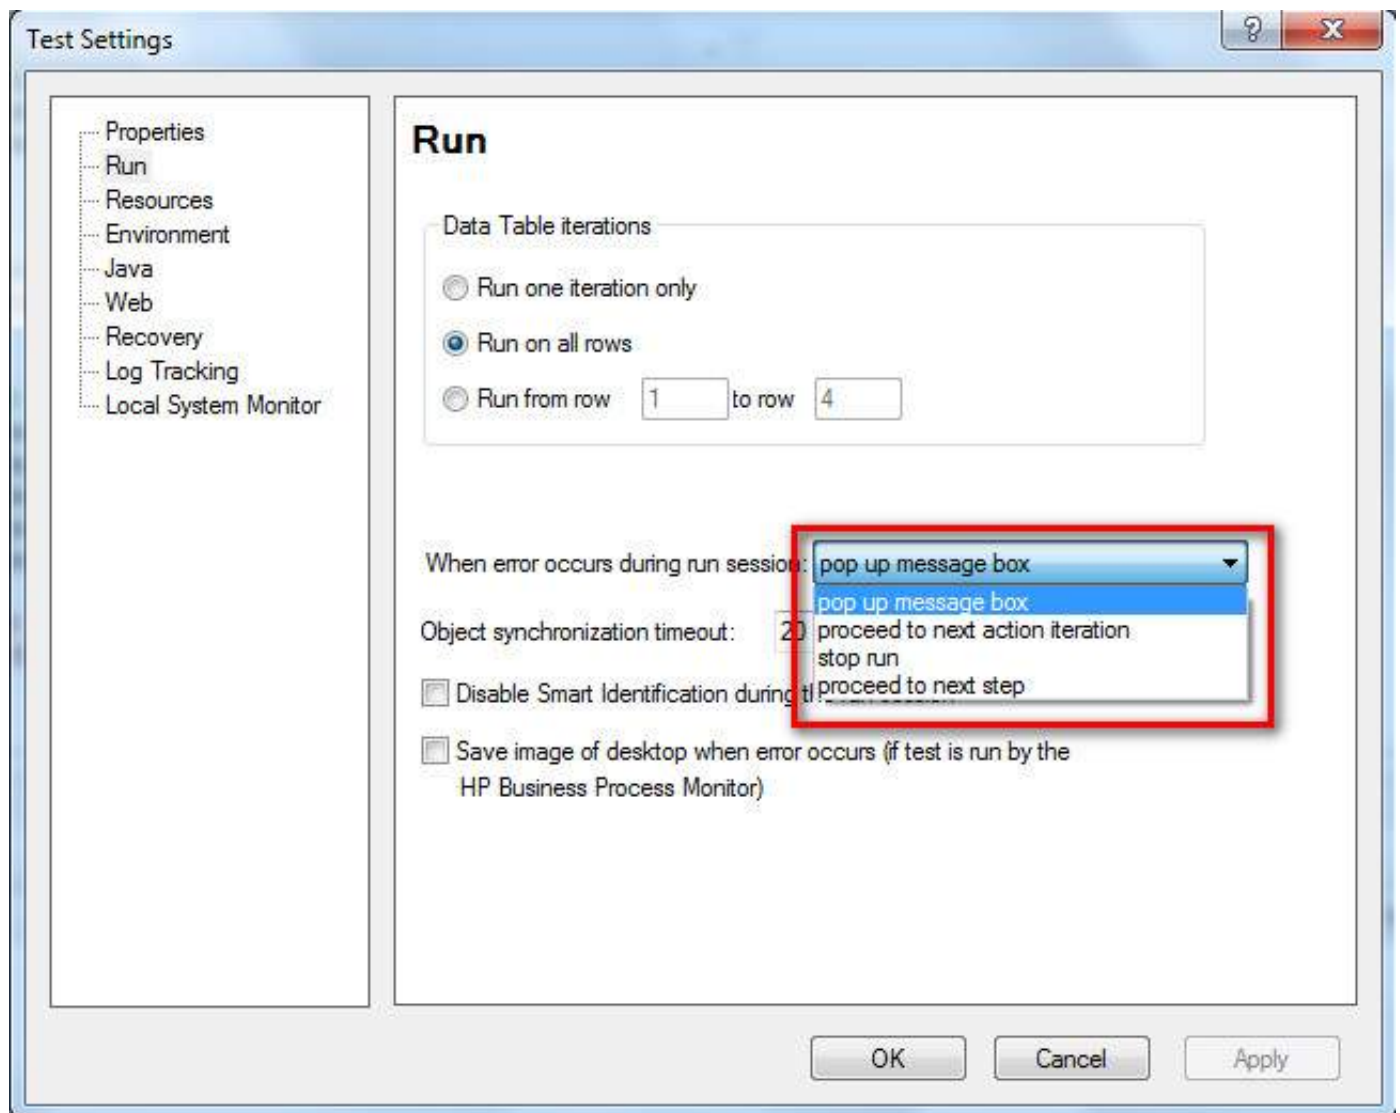 Test Settings
Properties
Run
Resources
Environment
Java
Web
Recovery
Log Tracking
Local System Monitor
Run
Data Table iterations
Run one iteration only
Run on all rows
Run from row 1 to row 4
When error occurs during run session: pop up message box
pop up message box
proceed to next action iteration
stop run
proceed to next step
Object synchronization timeout: 20
Disable Smart Identification during
Save image of desktop when error occurs (if test is run by the
HP Business Process Monitor)
OK Cancel Apply